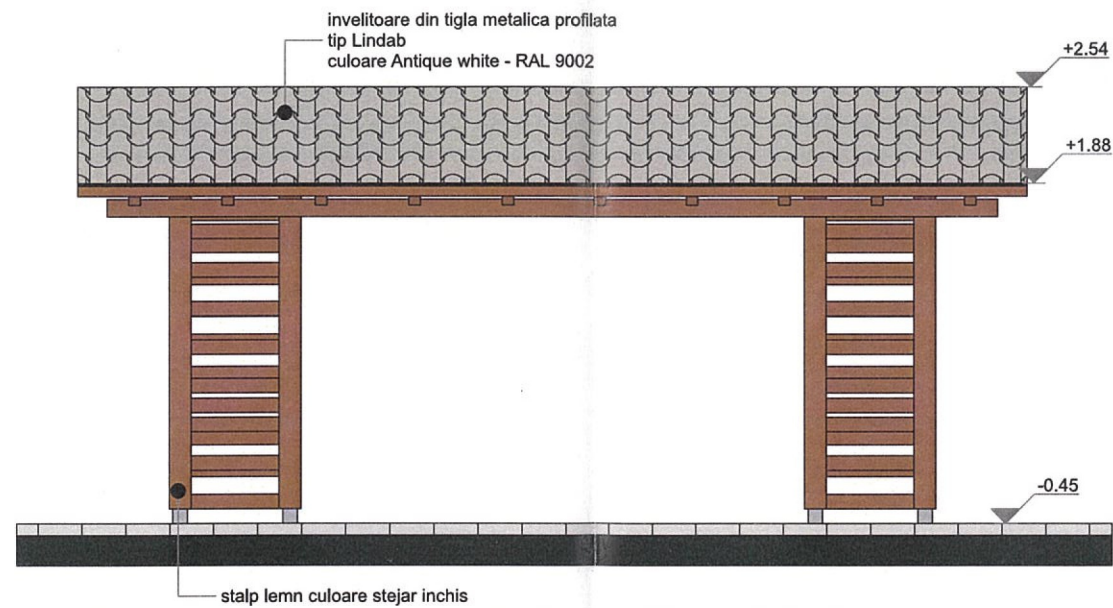 invelitoare din tigla metalica profilata
tip Lindab
culoare Antique white - RAL 9002
+2.54
+1.88
-0.45
stalp lemn culoare stejar inchis